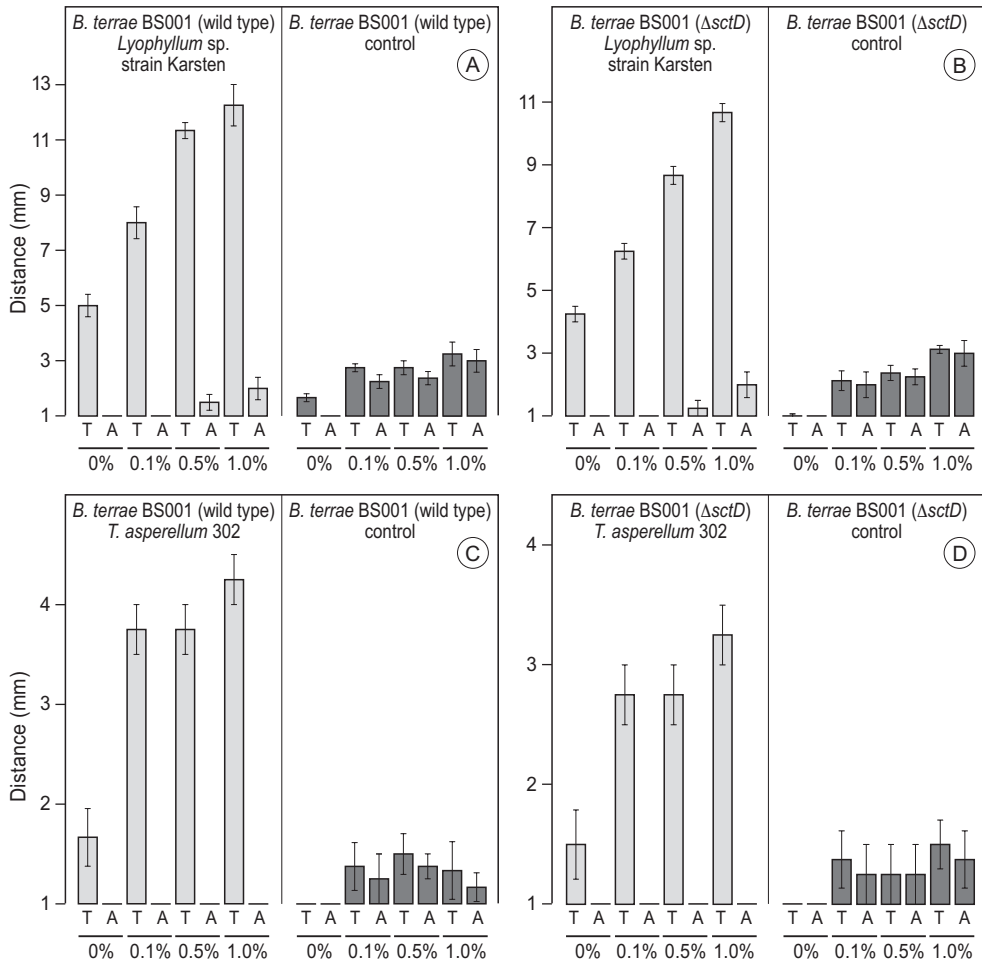 B. terrae BS001 (wild type)
Lyophyllum sp.
strain Karsten
B. terrae BS001 (wild type)
control
A
Distance (mm)
13
11
9
7
5
3
1
T A T A T A T A
0% 0.1% 0.5% 1.0%
T A T A T A T A
0% 0.1% 0.5% 1.0%
B. terrae BS001 (ΔsctD)
Lyophyllum sp.
strain Karsten
B. terrae BS001 (ΔsctD)
control
B
11
9
7
5
3
1
T A T A T A T A
0% 0.1% 0.5% 1.0%
T A T A T A T A
0% 0.1% 0.5% 1.0%
B. terrae BS001 (wild type)
T. asperellum 302
B. terrae BS001 (wild type)
control
C
Distance (mm)
4
3
2
1
T A T A T A T A
0% 0.1% 0.5% 1.0%
T A T A T A T A
0% 0.1% 0.5% 1.0%
B. terrae BS001 (ΔsctD)
T. asperellum 302
B. terrae BS001 (ΔsctD)
control
D
4
3
2
1
T A T A T A T A
0% 0.1% 0.5% 1.0%
T A T A T A T A
0% 0.1% 0.5% 1.0%